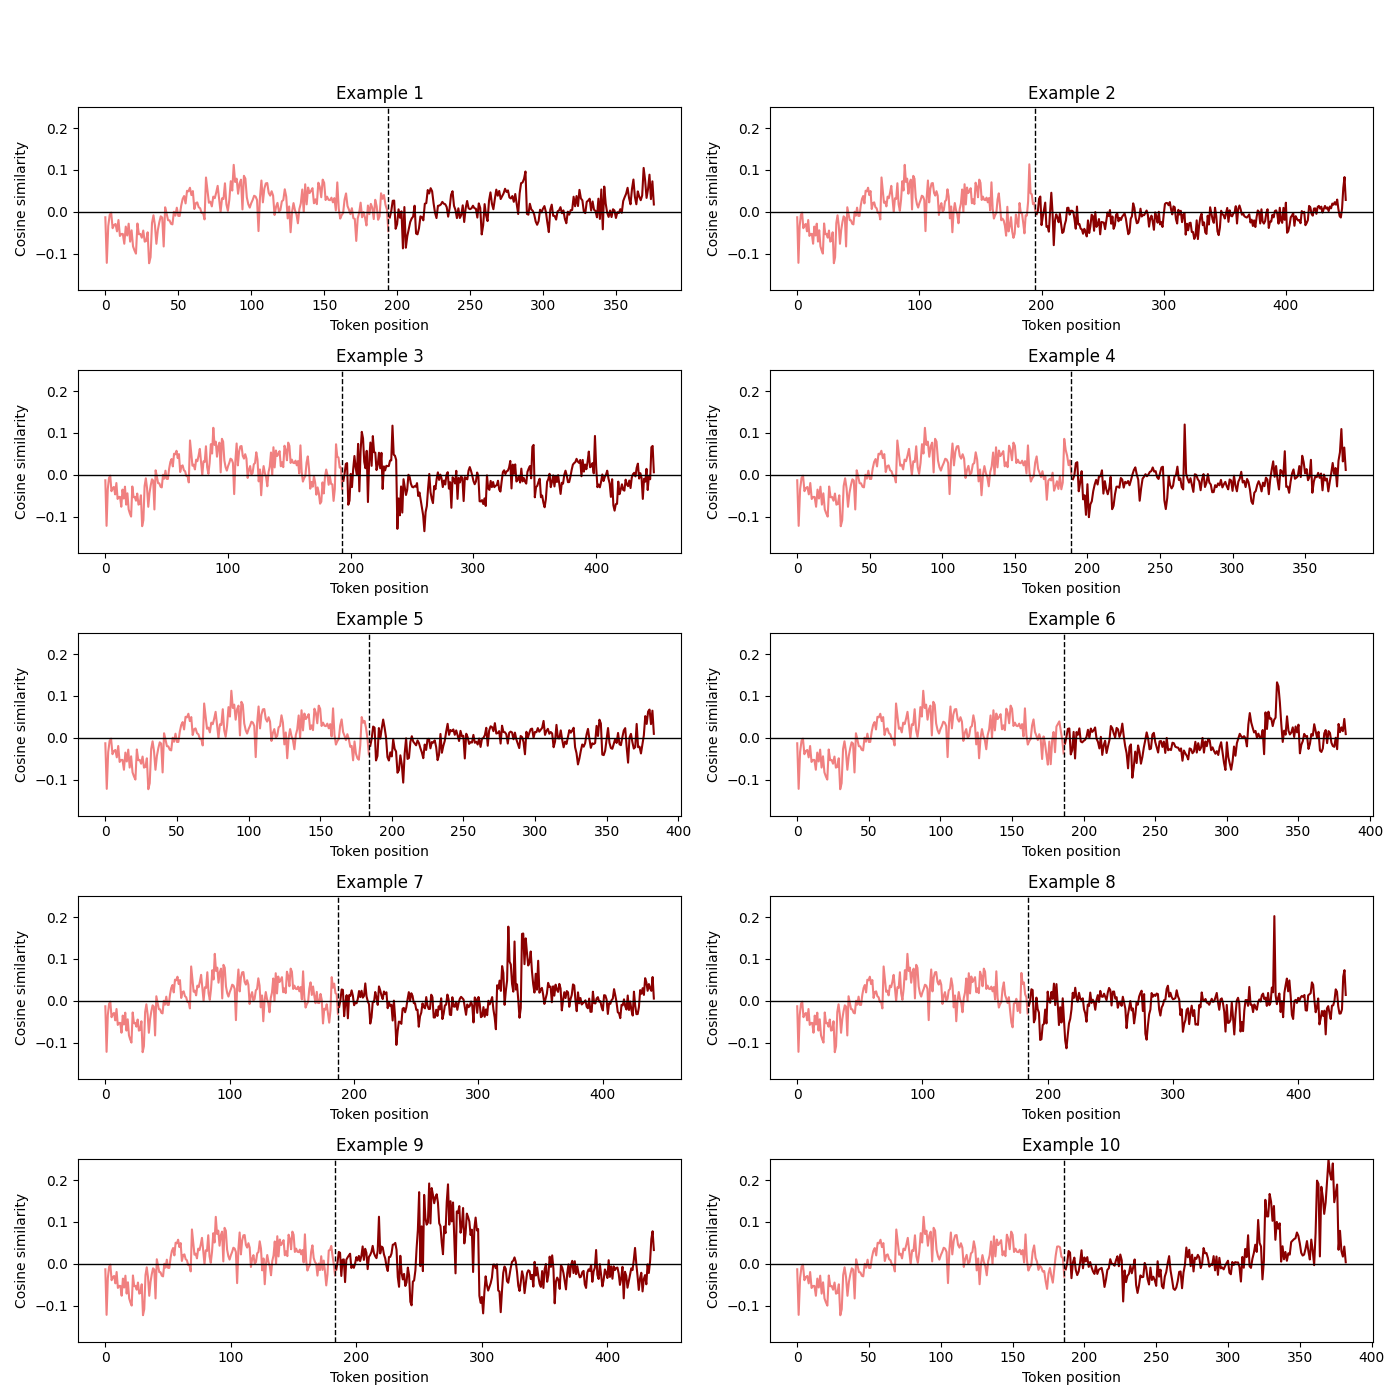 Example 1
Example 2
0.2
0.1
0.0
−0.1
Cosine similarity
0 50 100 150 200 250 300 350
Token position
0.2
0.1
0.0
−0.1
Cosine similarity
0 100 200 300 400
Token position
Example 3
Example 4
0.2
0.1
0.0
−0.1
Cosine similarity
0 100 200 300 400
Token position
0.2
0.1
0.0
−0.1
Cosine similarity
0 50 100 150 200 250 300 350
Token position
Example 5
Example 6
0.2
0.1
0.0
−0.1
Cosine similarity
0 50 100 150 200 250 300 350 400
Token position
0.2
0.1
0.0
−0.1
Cosine similarity
0 50 100 150 200 250 300 350 400
Token position
Example 7
Example 8
0.2
0.1
0.0
−0.1
Cosine similarity
0 100 200 300 400
Token position
0.2
0.1
0.0
−0.1
Cosine similarity
0 100 200 300 400
Token position
Example 9
Example 10
0.2
0.1
0.0
−0.1
Cosine similarity
0 100 200 300 400
Token position
0.2
0.1
0.0
−0.1
Cosine similarity
0 50 100 150 200 250 300 350 400
Token position